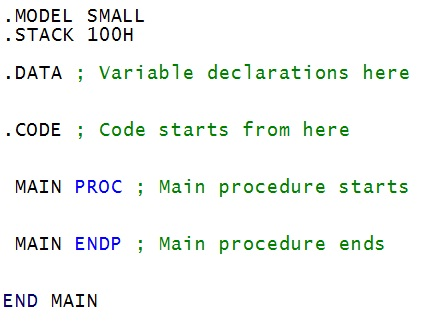 .MODEL SMALL
.STACK 100H
.DATA ; Variable declarations here
.CODE ; Code starts from here
MAIN PROC ; Main procedure starts
MAIN ENDP ; Main procedure ends
END MAIN